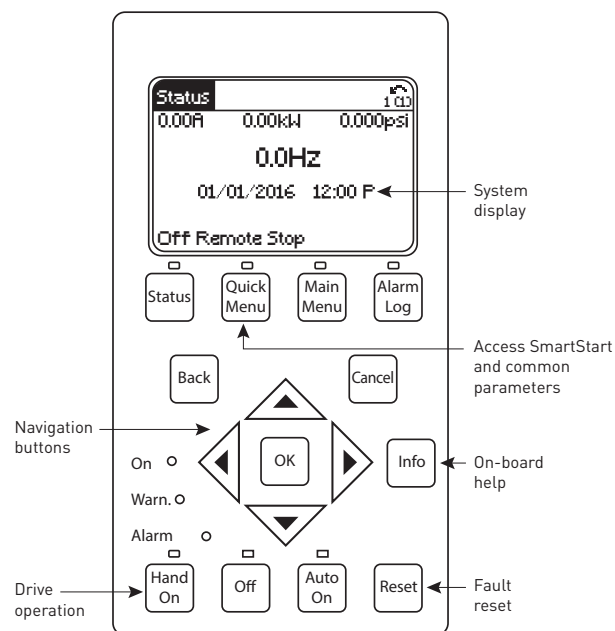 Status
1 (1)
0.00A 0.00kW 0.000psi
0.0Hz
01/01/2016 12:00 P
System
display
Off Remote Stop
Status
Quick
Menu
Main
Menu
Alarm
Log
Access SmartStart
and common
parameters
Back
Cancel
Navigation
buttons
OK
Info
On-board
help
On
Warn.
Alarm
Drive
operation
Hand
On
Off
Auto
On
Reset
Fault
reset